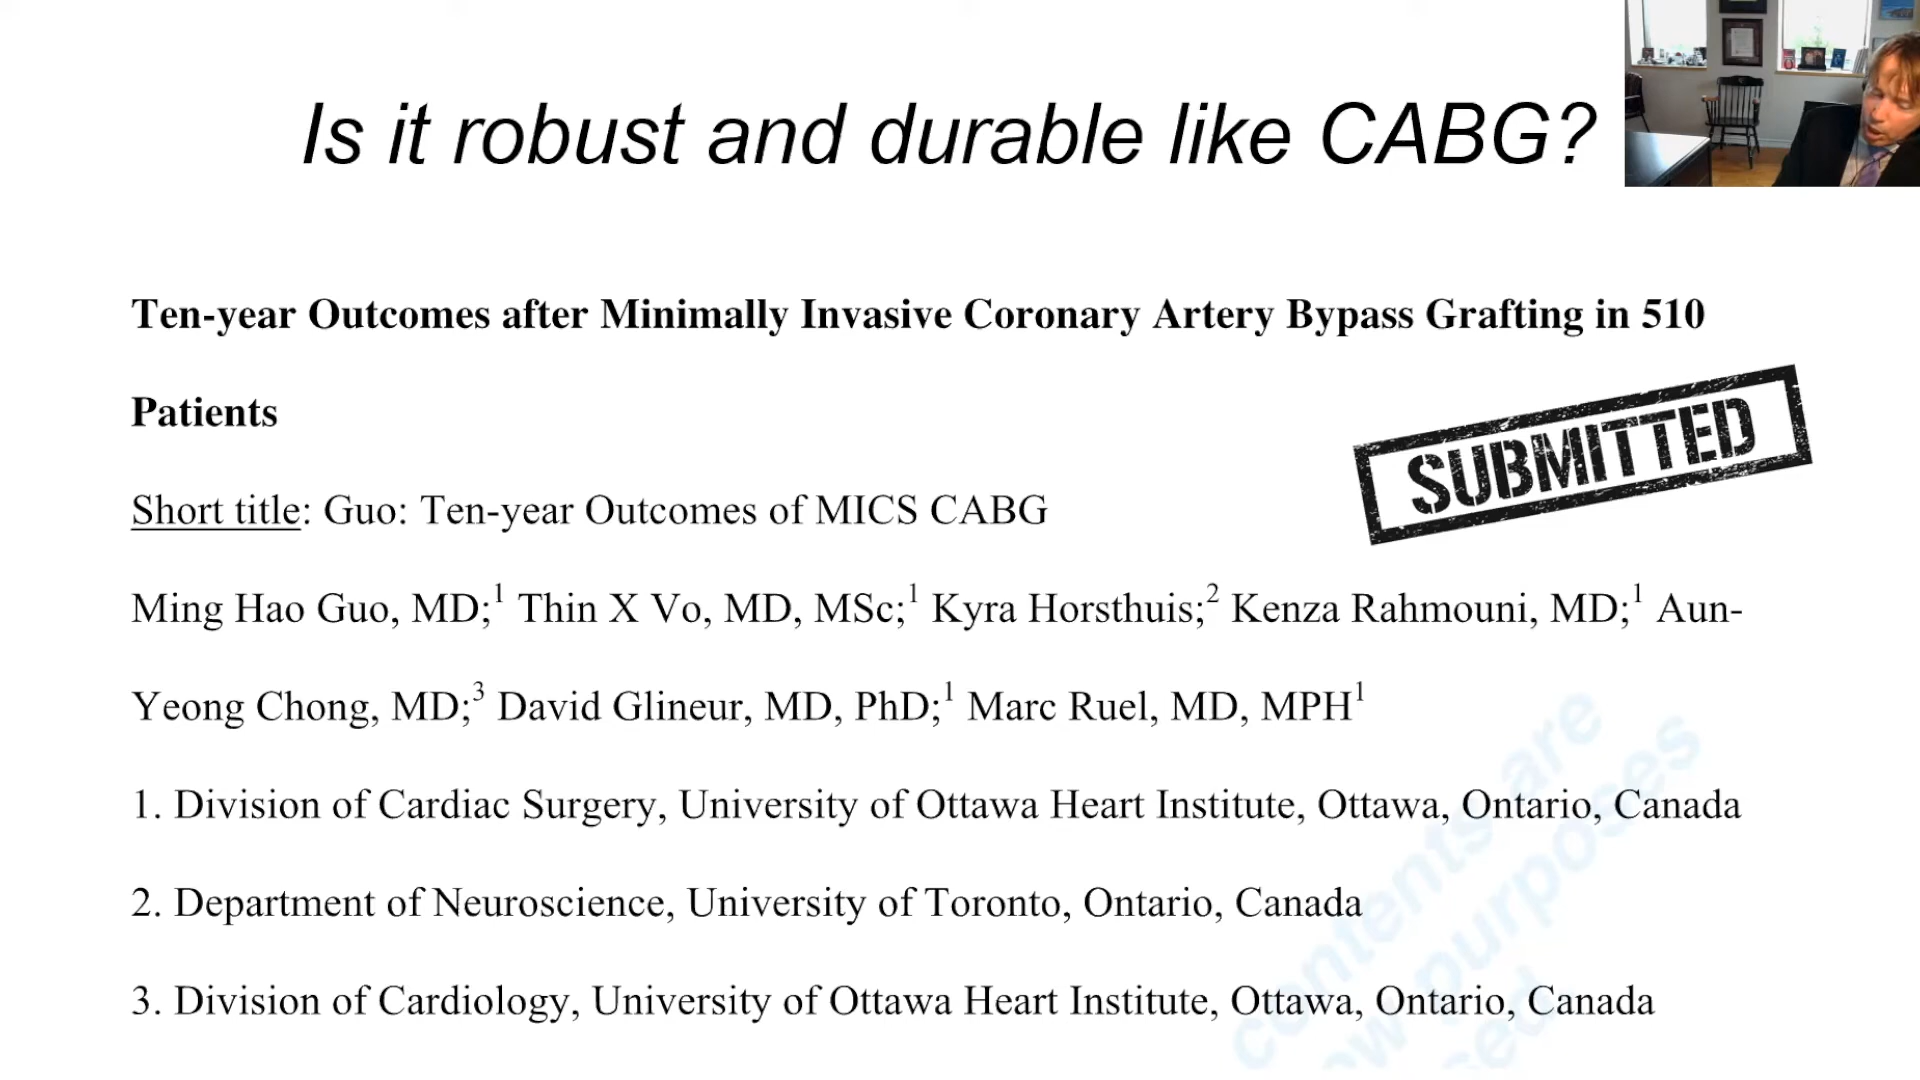 Is it robust and durable like CABG?
Ten-year Outcomes after Minimally Invasive Coronary Artery Bypass Grafting in 510
Patients
SUBMITTED
Short title: Guo: Ten-year Outcomes of MICS CABG
Ming Hao Guo, MD;1 Thin X Vo, MD, MSc;1 Kyra Horsthuis;2 Kenza Rahmouni, MD;1 Aun-
Yeong Chong, MD;3 David Glineur, MD, PhD;1 Marc Ruel, MD, MPH1
1. Division of Cardiac Surgery, University of Ottawa Heart Institute, Ottawa, Ontario, Canada
2. Department of Neuroscience, University of Toronto, Ontario, Canada
3. Division of Cardiology, University of Ottawa Heart Institute, Ottawa, Ontario, Canada
contents are
purposes